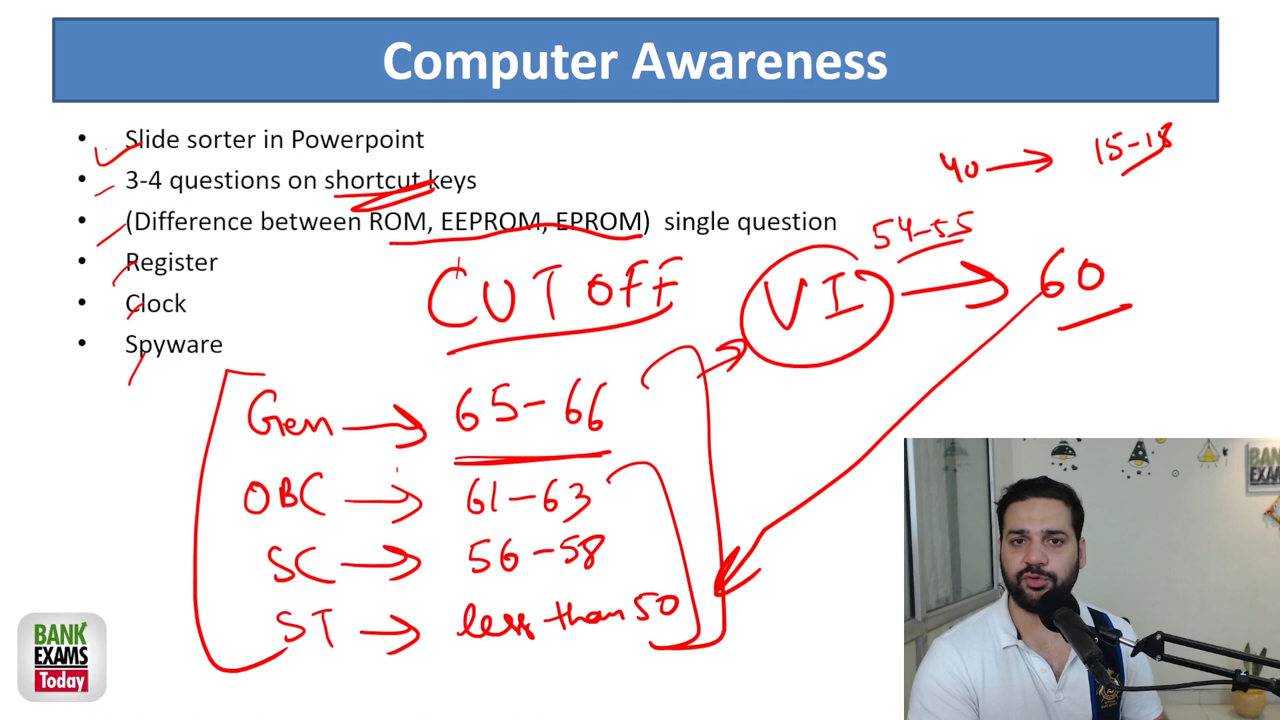 Computer Awareness
• Slide sorter in Powerpoint
• 3-4 questions on shortcut keys
• (Difference between ROM, EEPROM, EPROM) single question
• Register
• Clock
• Spyware
40 → 15-18
CUT OFF
VI → 60
54-55
Gen → 65-66
OBC → 61-63
SC → 56-58
ST → less than 50
BANK
EXAMS
Today
BANK
EXAM